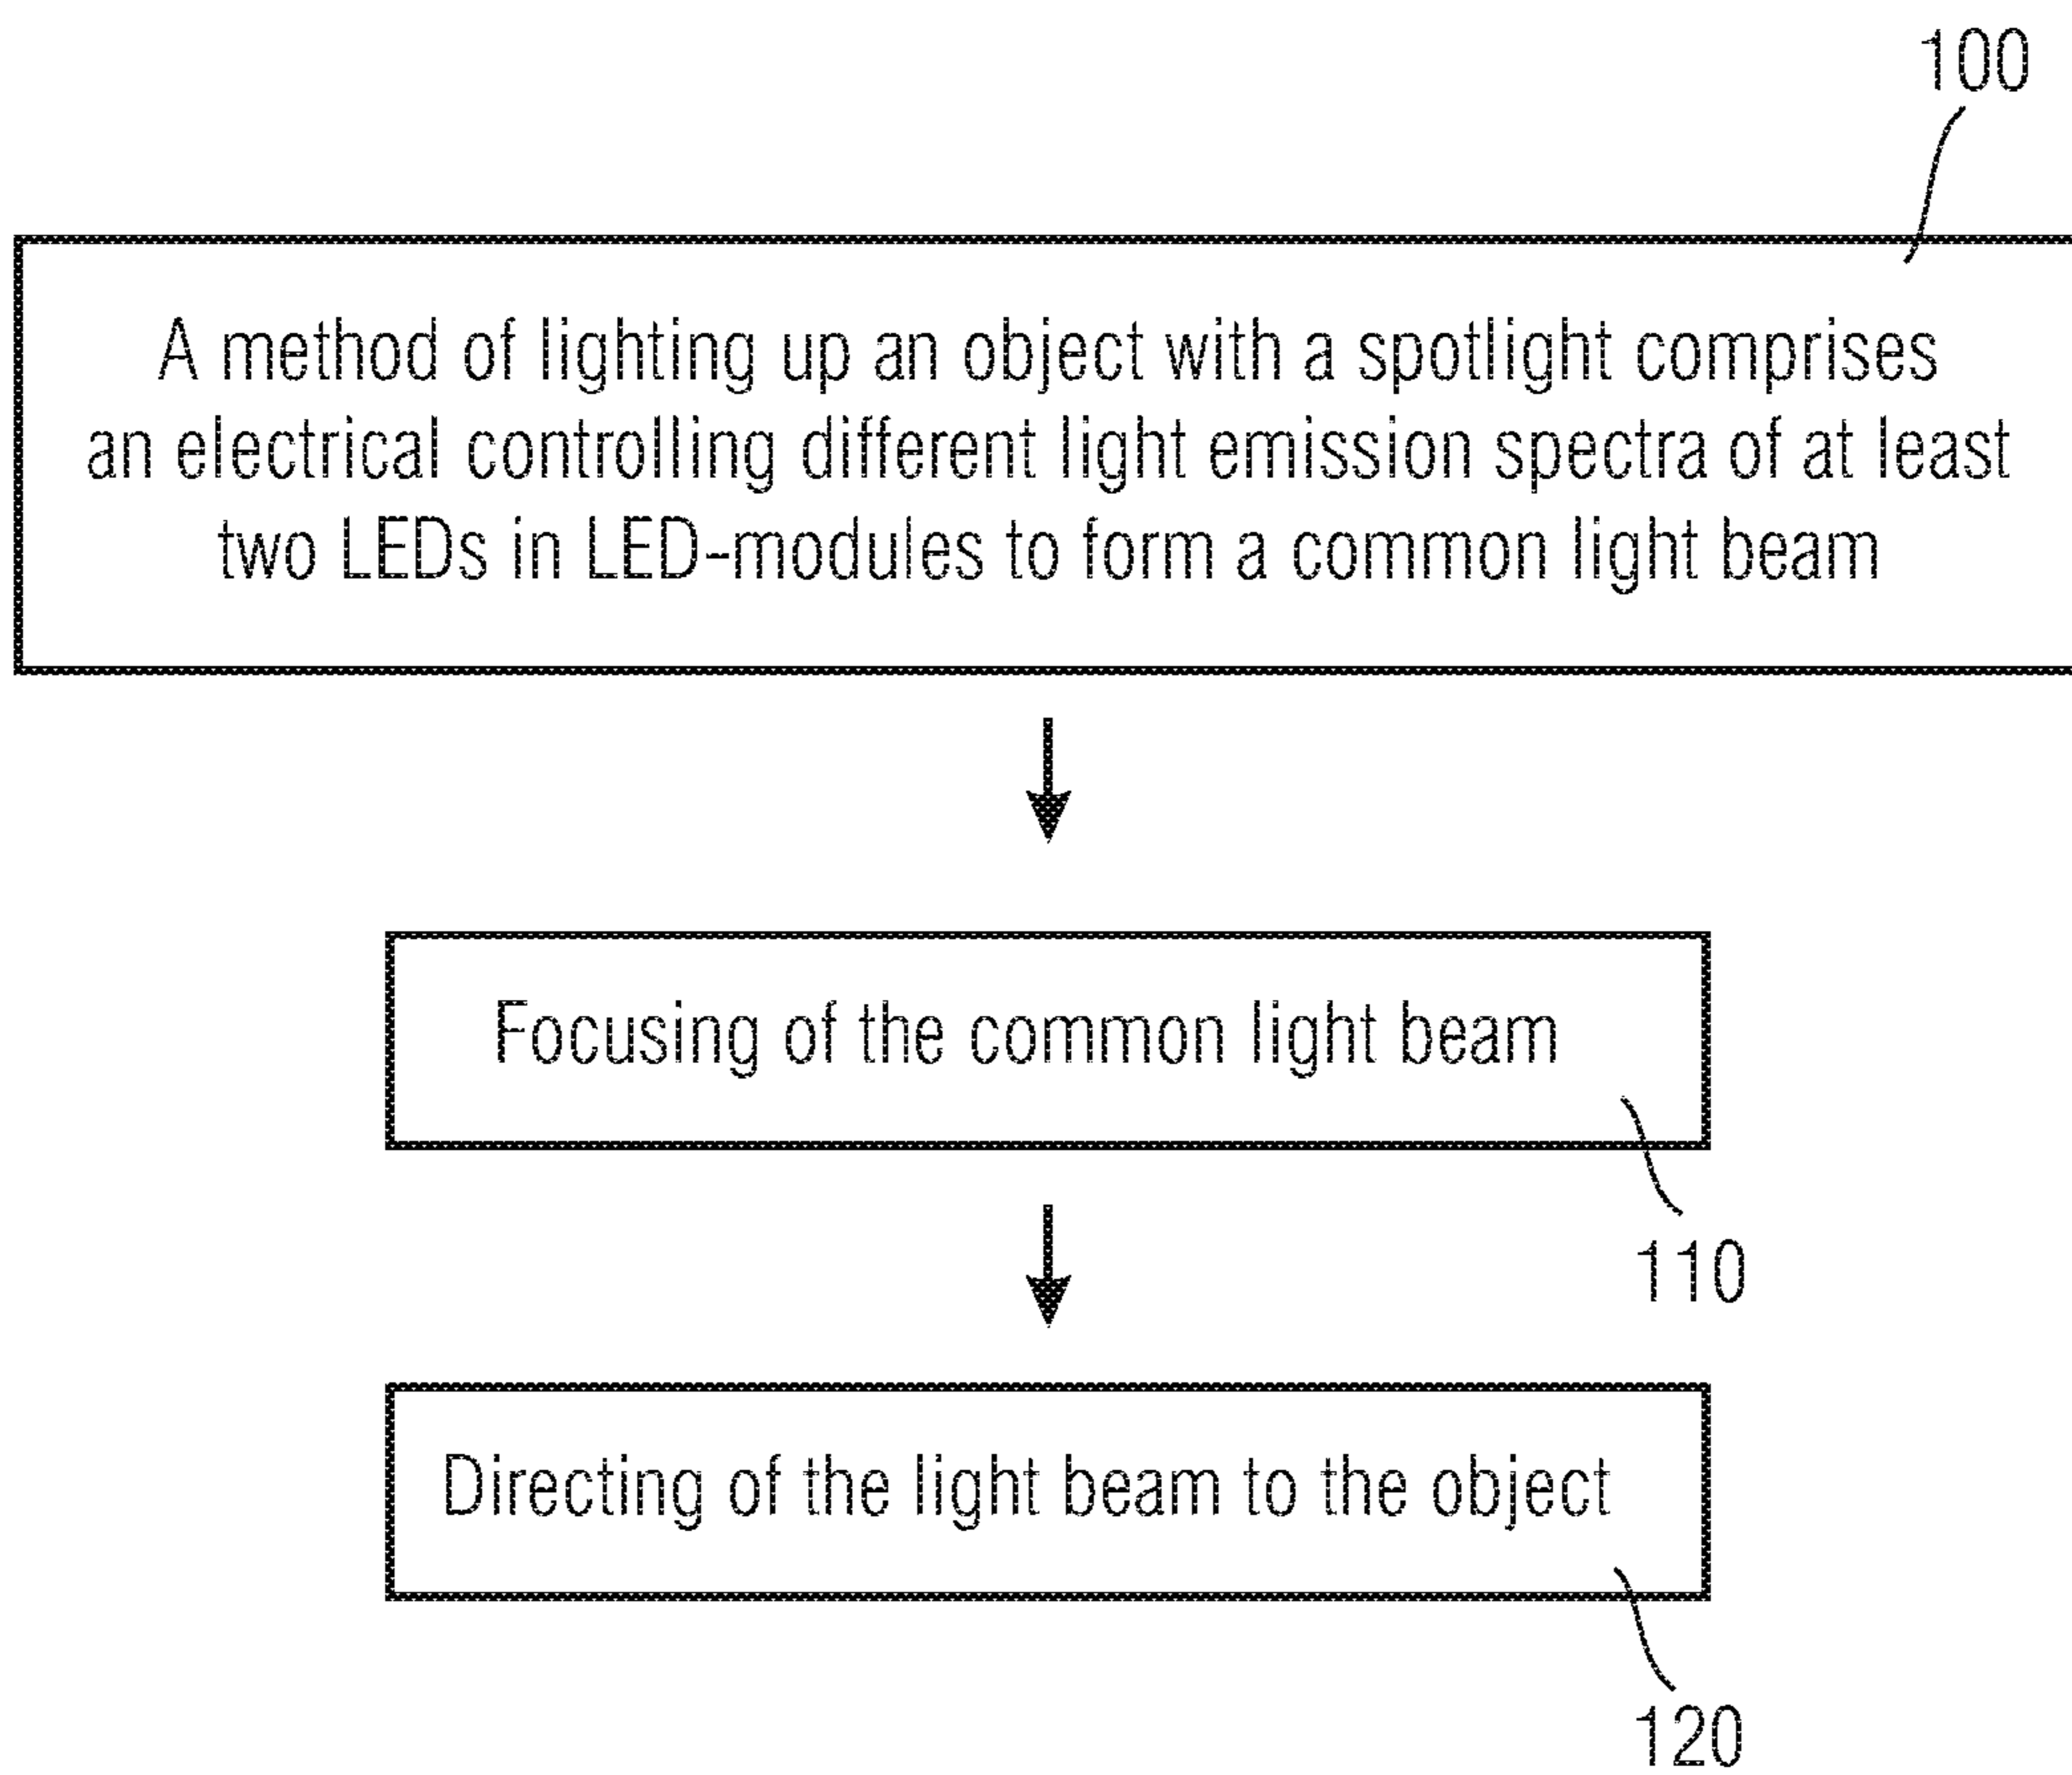 100
A method of lighting up an object with a spotlight comprises
an electrical controlling different light emission spectra of at least
two LEDs in LED-modules to form a common light beam
Focusing of the common light beam
110
Directing of the light beam to the object
120